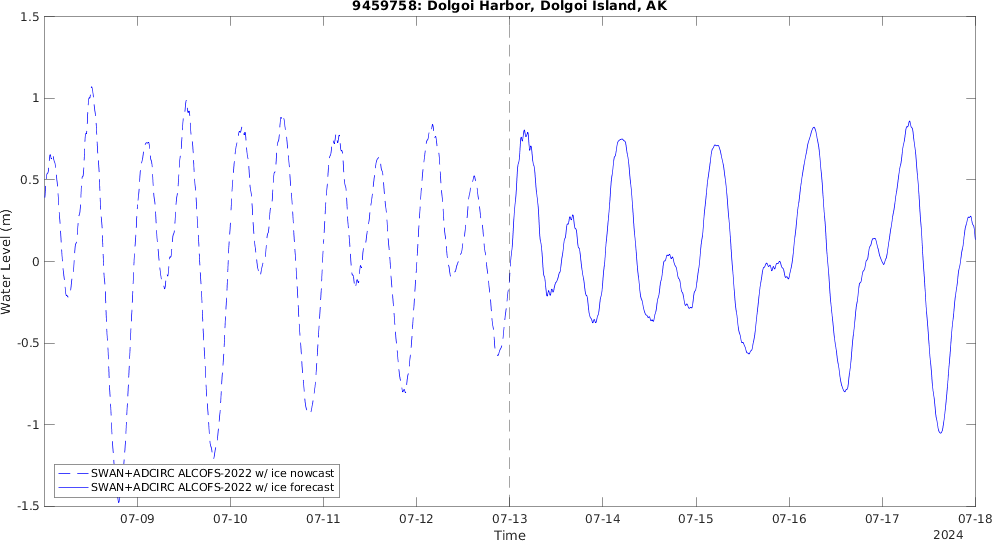 9459758: Dolgoi Harbor, Dolgoi Island, AK
Water Level (m)
1.5
1
0.5
0
-0.5
-1
-1.5
SWAN+ADCIRC ALCOFS-2022 w/ ice nowcast
SWAN+ADCIRC ALCOFS-2022 w/ ice forecast
07-09 07-10 07-11 07-12 07-13 07-14 07-15 07-16 07-17 07-18
Time
2024